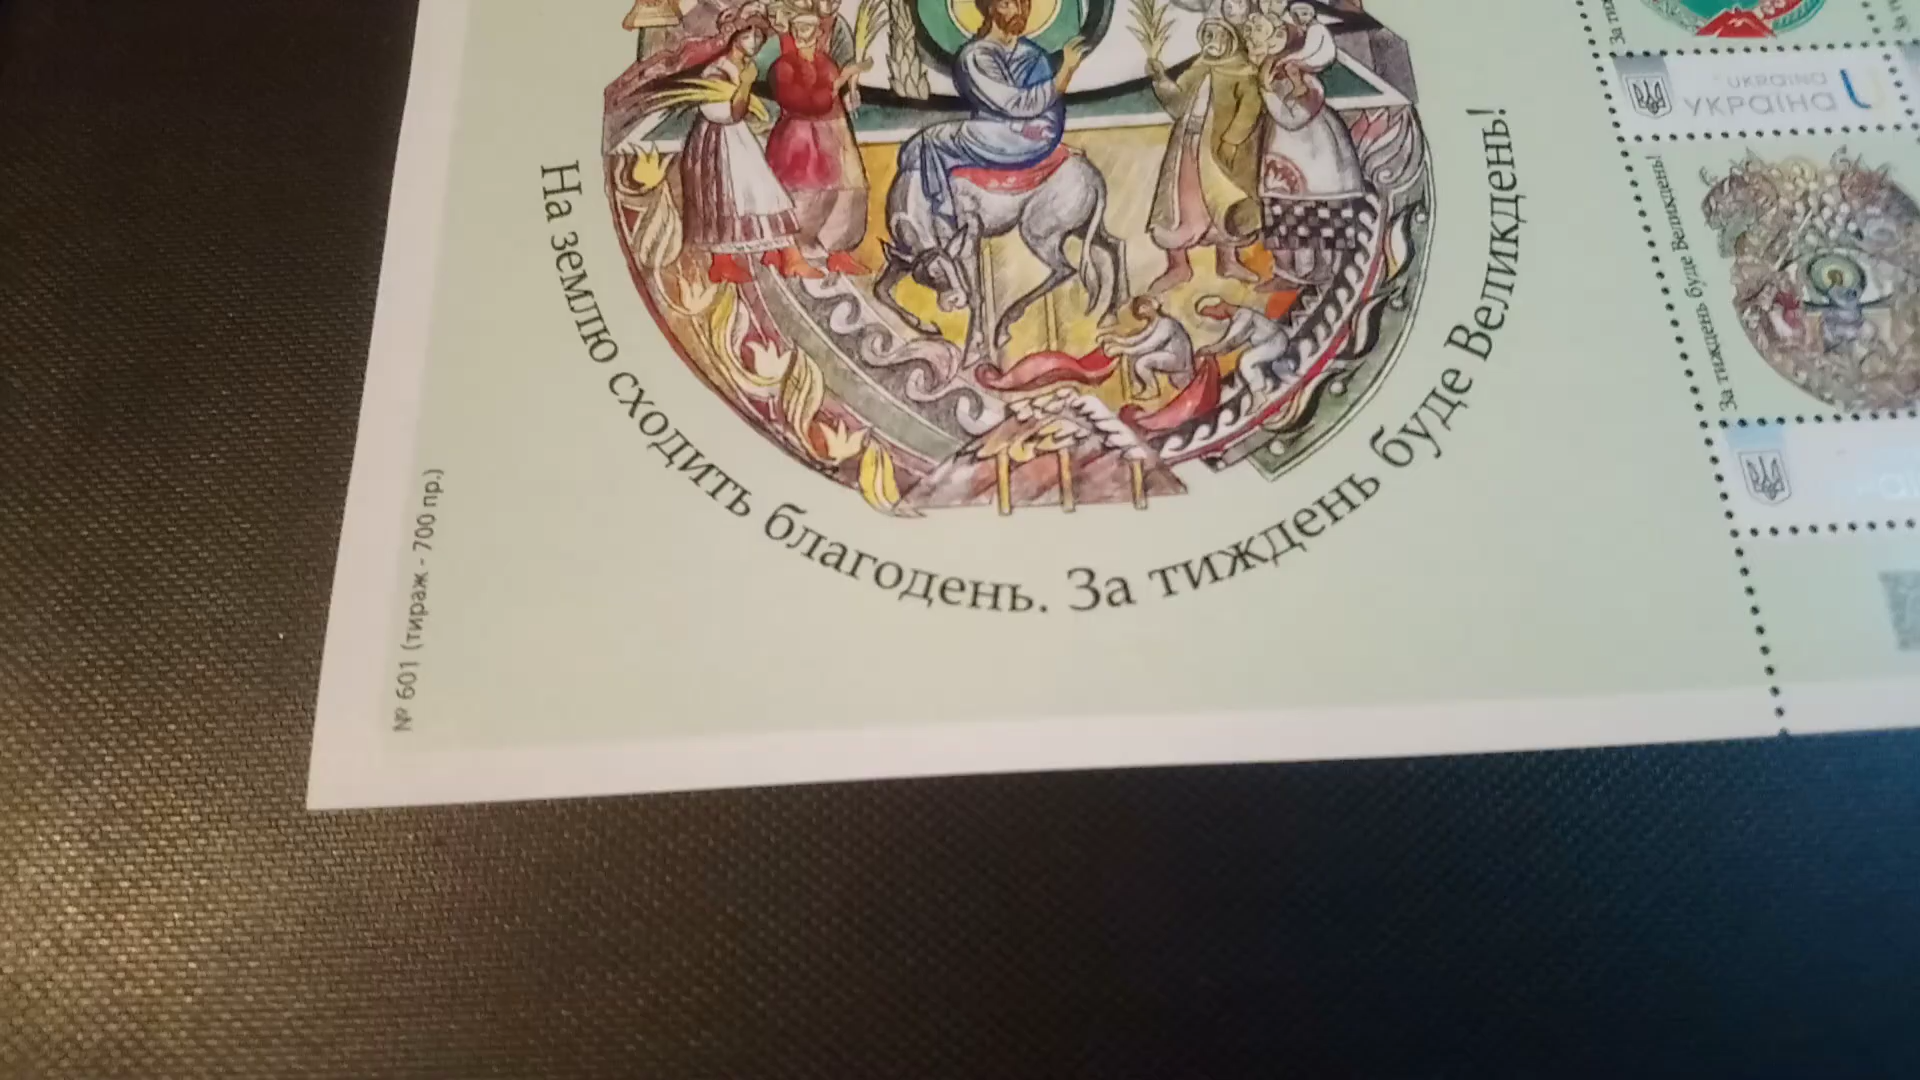 На землю сходить благодень. За тиждень буде Великдень!
№ 601 (тираж - 700 пр.)
UKRAINA
УКРАЇНА
За тиждень буде Великдень!